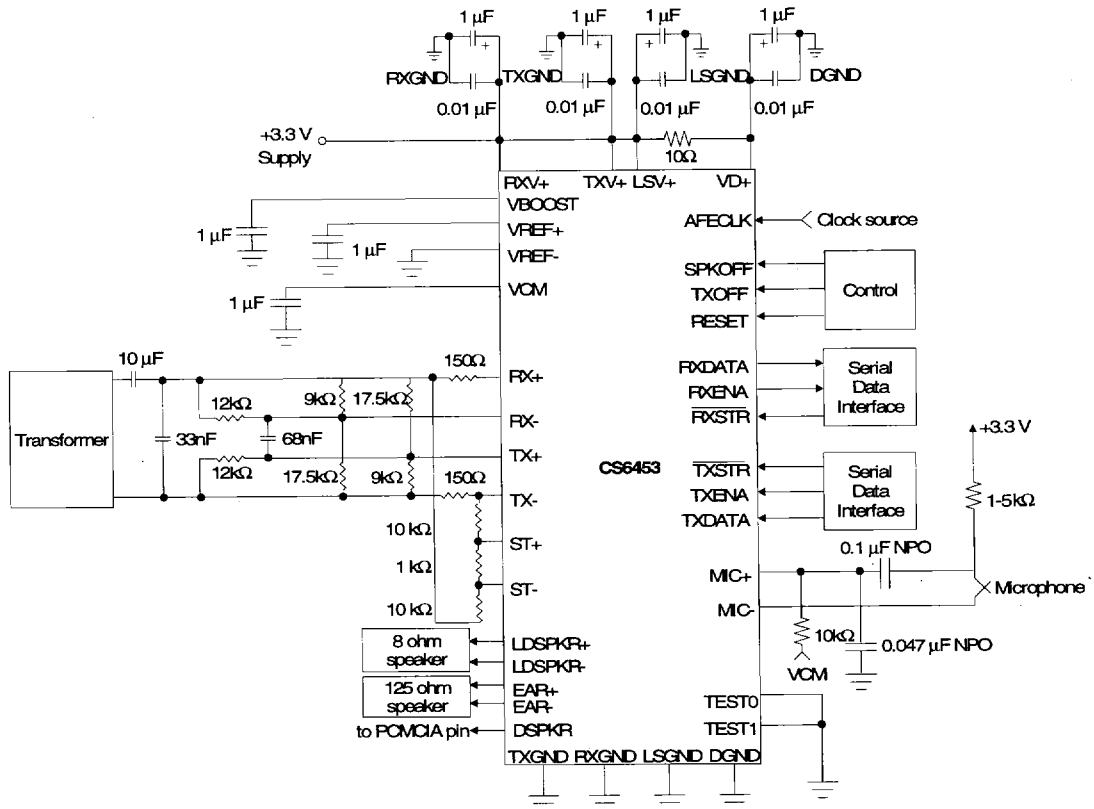 1 µF 1 µF 1 µF 1 µF
RXGND TXGND LSGND DGND
0.01 µF 0.01 µF 0.01 µF 0.01 µF
+3.3 V
Supply
10Ω
RXV+ TXV+ LSV+ VD+
VBOOST
VREF+
VREF-
VCM
1 µF
1 µF
1 µF
AFECLK Clock source
SPKOFF
TXOFF
RESET
Control
10 µF
150Ω
RX+
12kΩ
9kΩ
17.5kΩ
RX-
Transformer
33nF
68nF
TX+
12kΩ
17.5kΩ
9kΩ
150Ω
TX-
10 kΩ
ST+
1 kΩ
ST-
10 kΩ
CS6453
RXDATA
RXENA
RXSTR
Serial
Data
Interface
TXSTR
TXENA
TXDATA
Serial
Data
Interface
+3.3 V
1-5kΩ
0.1 µF NPO
MIC+
MIC-
Microphone
10kΩ
VCM
0.047 µF NPO
8 ohm
speaker
LDSPKR+
LDSPKR-
125 ohm
speaker
EAR+
EAR-
to PCMCIA pin
DSPKR
TEST0
TEST1
TXGND RXGND LSGND DGND